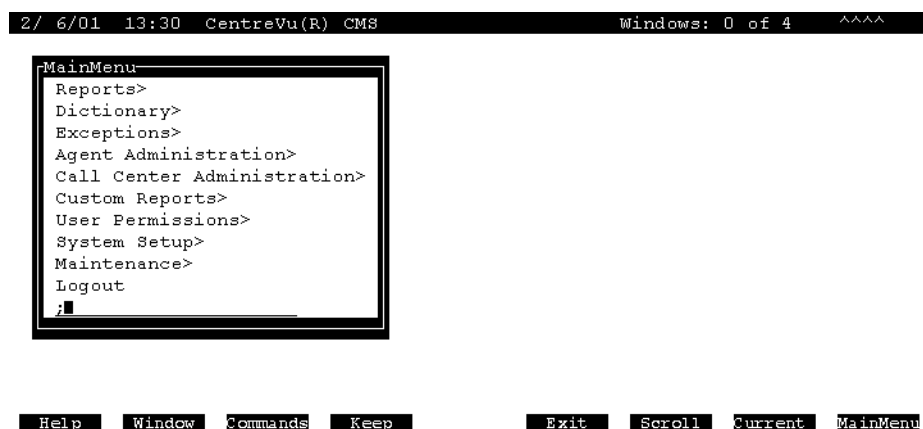 2/ 6/01 13:30 CentreVu(R) CMS Windows: 0 of 4 ^^^^
MainMenu
Reports>
Dictionary>
Exceptions>
Agent Administration>
Call Center Administration>
Custom Reports>
User Permissions>
System Setup>
Maintenance>
Logout
;
Help Window Commands Keep Exit Scroll Current MainMenu